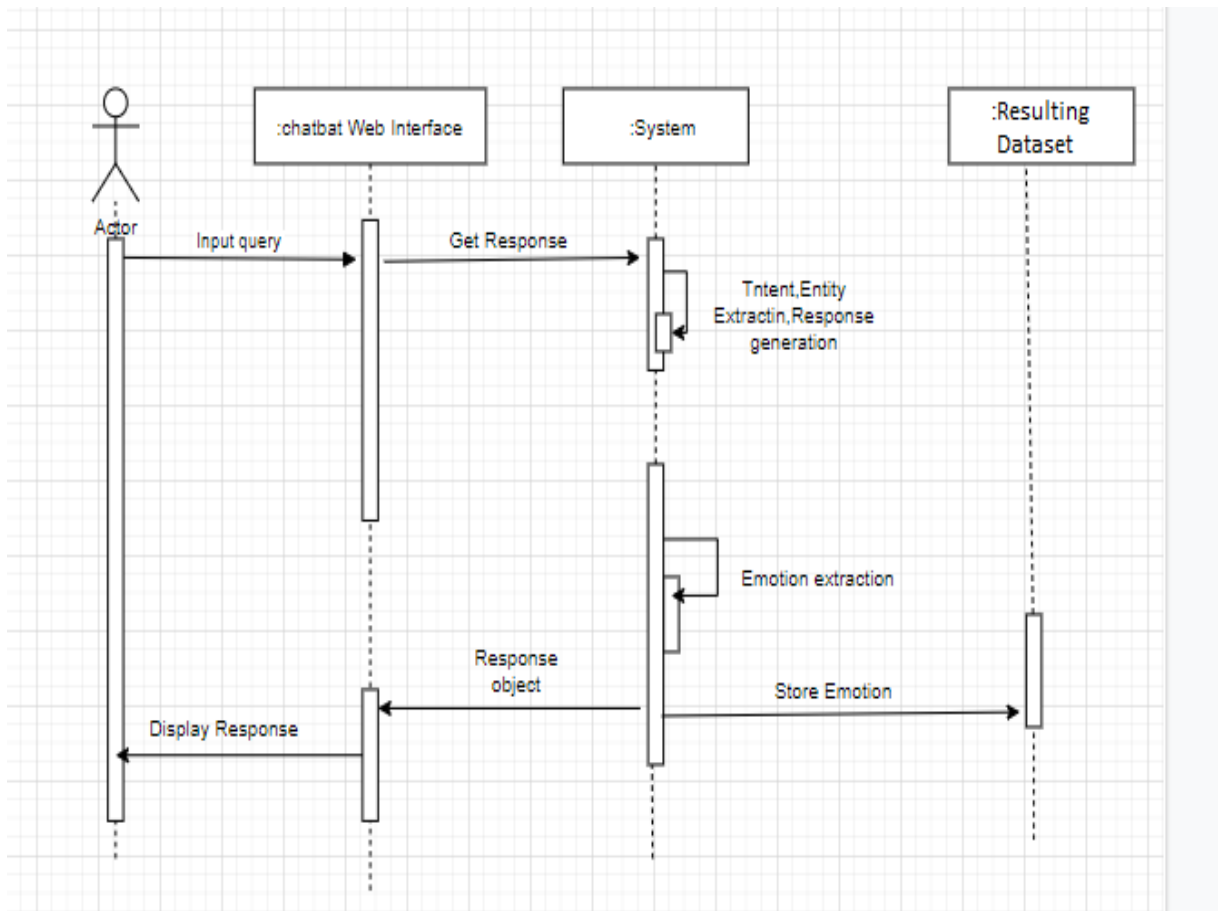 :chatbat Web Interface
:System
:Resulting
Dataset
Actor
Input query
Get Response
Tntent,Entity
Extractin,Response
generation
Emotion extraction
Response
object
Store Emotion
Display Response